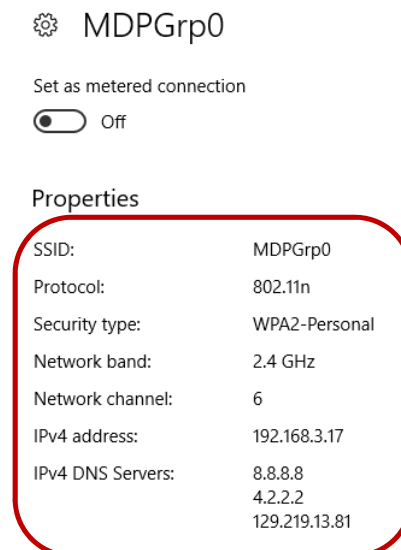 MDPGrp0
Set as metered connection
Off
Properties
SSID: MDPGrp0
Protocol: 802.11n
Security type: WPA2-Personal
Network band: 2.4 GHz
Network channel: 6
IPv4 address: 192.168.3.17
IPv4 DNS Servers: 8.8.8.8
4.2.2.2
129.219.13.81